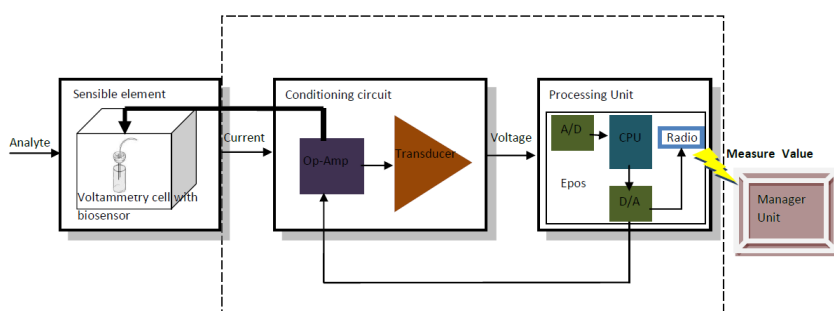 Analyte
Sensible element
Voltammetry cell with
biosensor
Current
Conditioning circuit
Op-Amp
Transducer
Voltage
Processing Unit
A/D
CPU
Radio
Epos
D/A
Measure Value
Manager
Unit